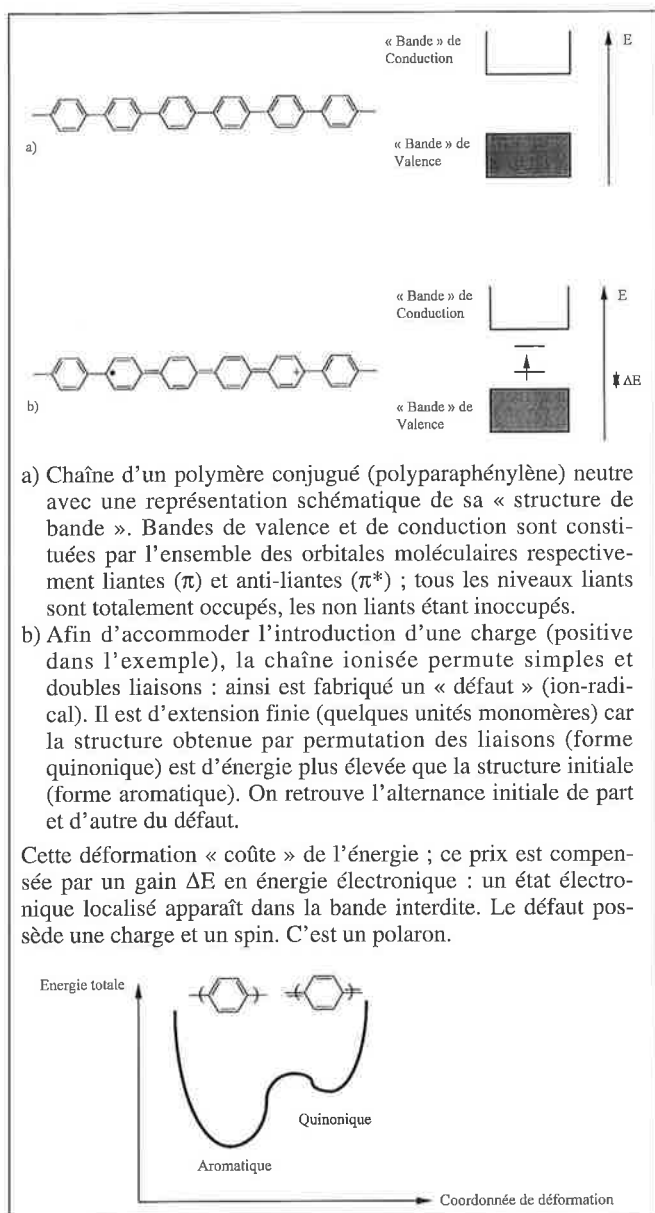 « Bande » de
Conduction
E
a)
« Bande » de
Valence
« Bande » de
Conduction
E
b)
ΔE
« Bande » de
Valence
a) Chaîne d'un polymère conjugué (polyparaphénylène) neutre
avec une représentation schématique de sa « structure de
bande ». Bandes de valence et de conduction sont consti-
tuées par l'ensemble des orbitales moléculaires respective-
ment liantes (π) et anti-liantes (π*) ; tous les niveaux liants
sont totalement occupés, les non liants étant inoccupés.
b) Afin d'accommoder l'introduction d'une charge (positive
dans l'exemple), la chaîne ionisée permute simples et
doubles liaisons : ainsi est fabriqué un « défaut » (ion-radi-
cal). Il est d'extension finie (quelques unités monomères) car
la structure obtenue par permutation des liaisons (forme
quinonique) est d'énergie plus élevée que la structure initiale
(forme aromatique). On retrouve l'alternance initiale de part
et d'autre du défaut.
Cette déformation « coûte » de l'énergie ; ce prix est compen-
sée par un gain ΔE en énergie électronique : un état électro-
nique localisé apparaît dans la bande interdite. Le défaut pos-
sède une charge et un spin. C'est un polaron.
Energie totale
Quinonique
Aromatique
Coordonnée de déformation